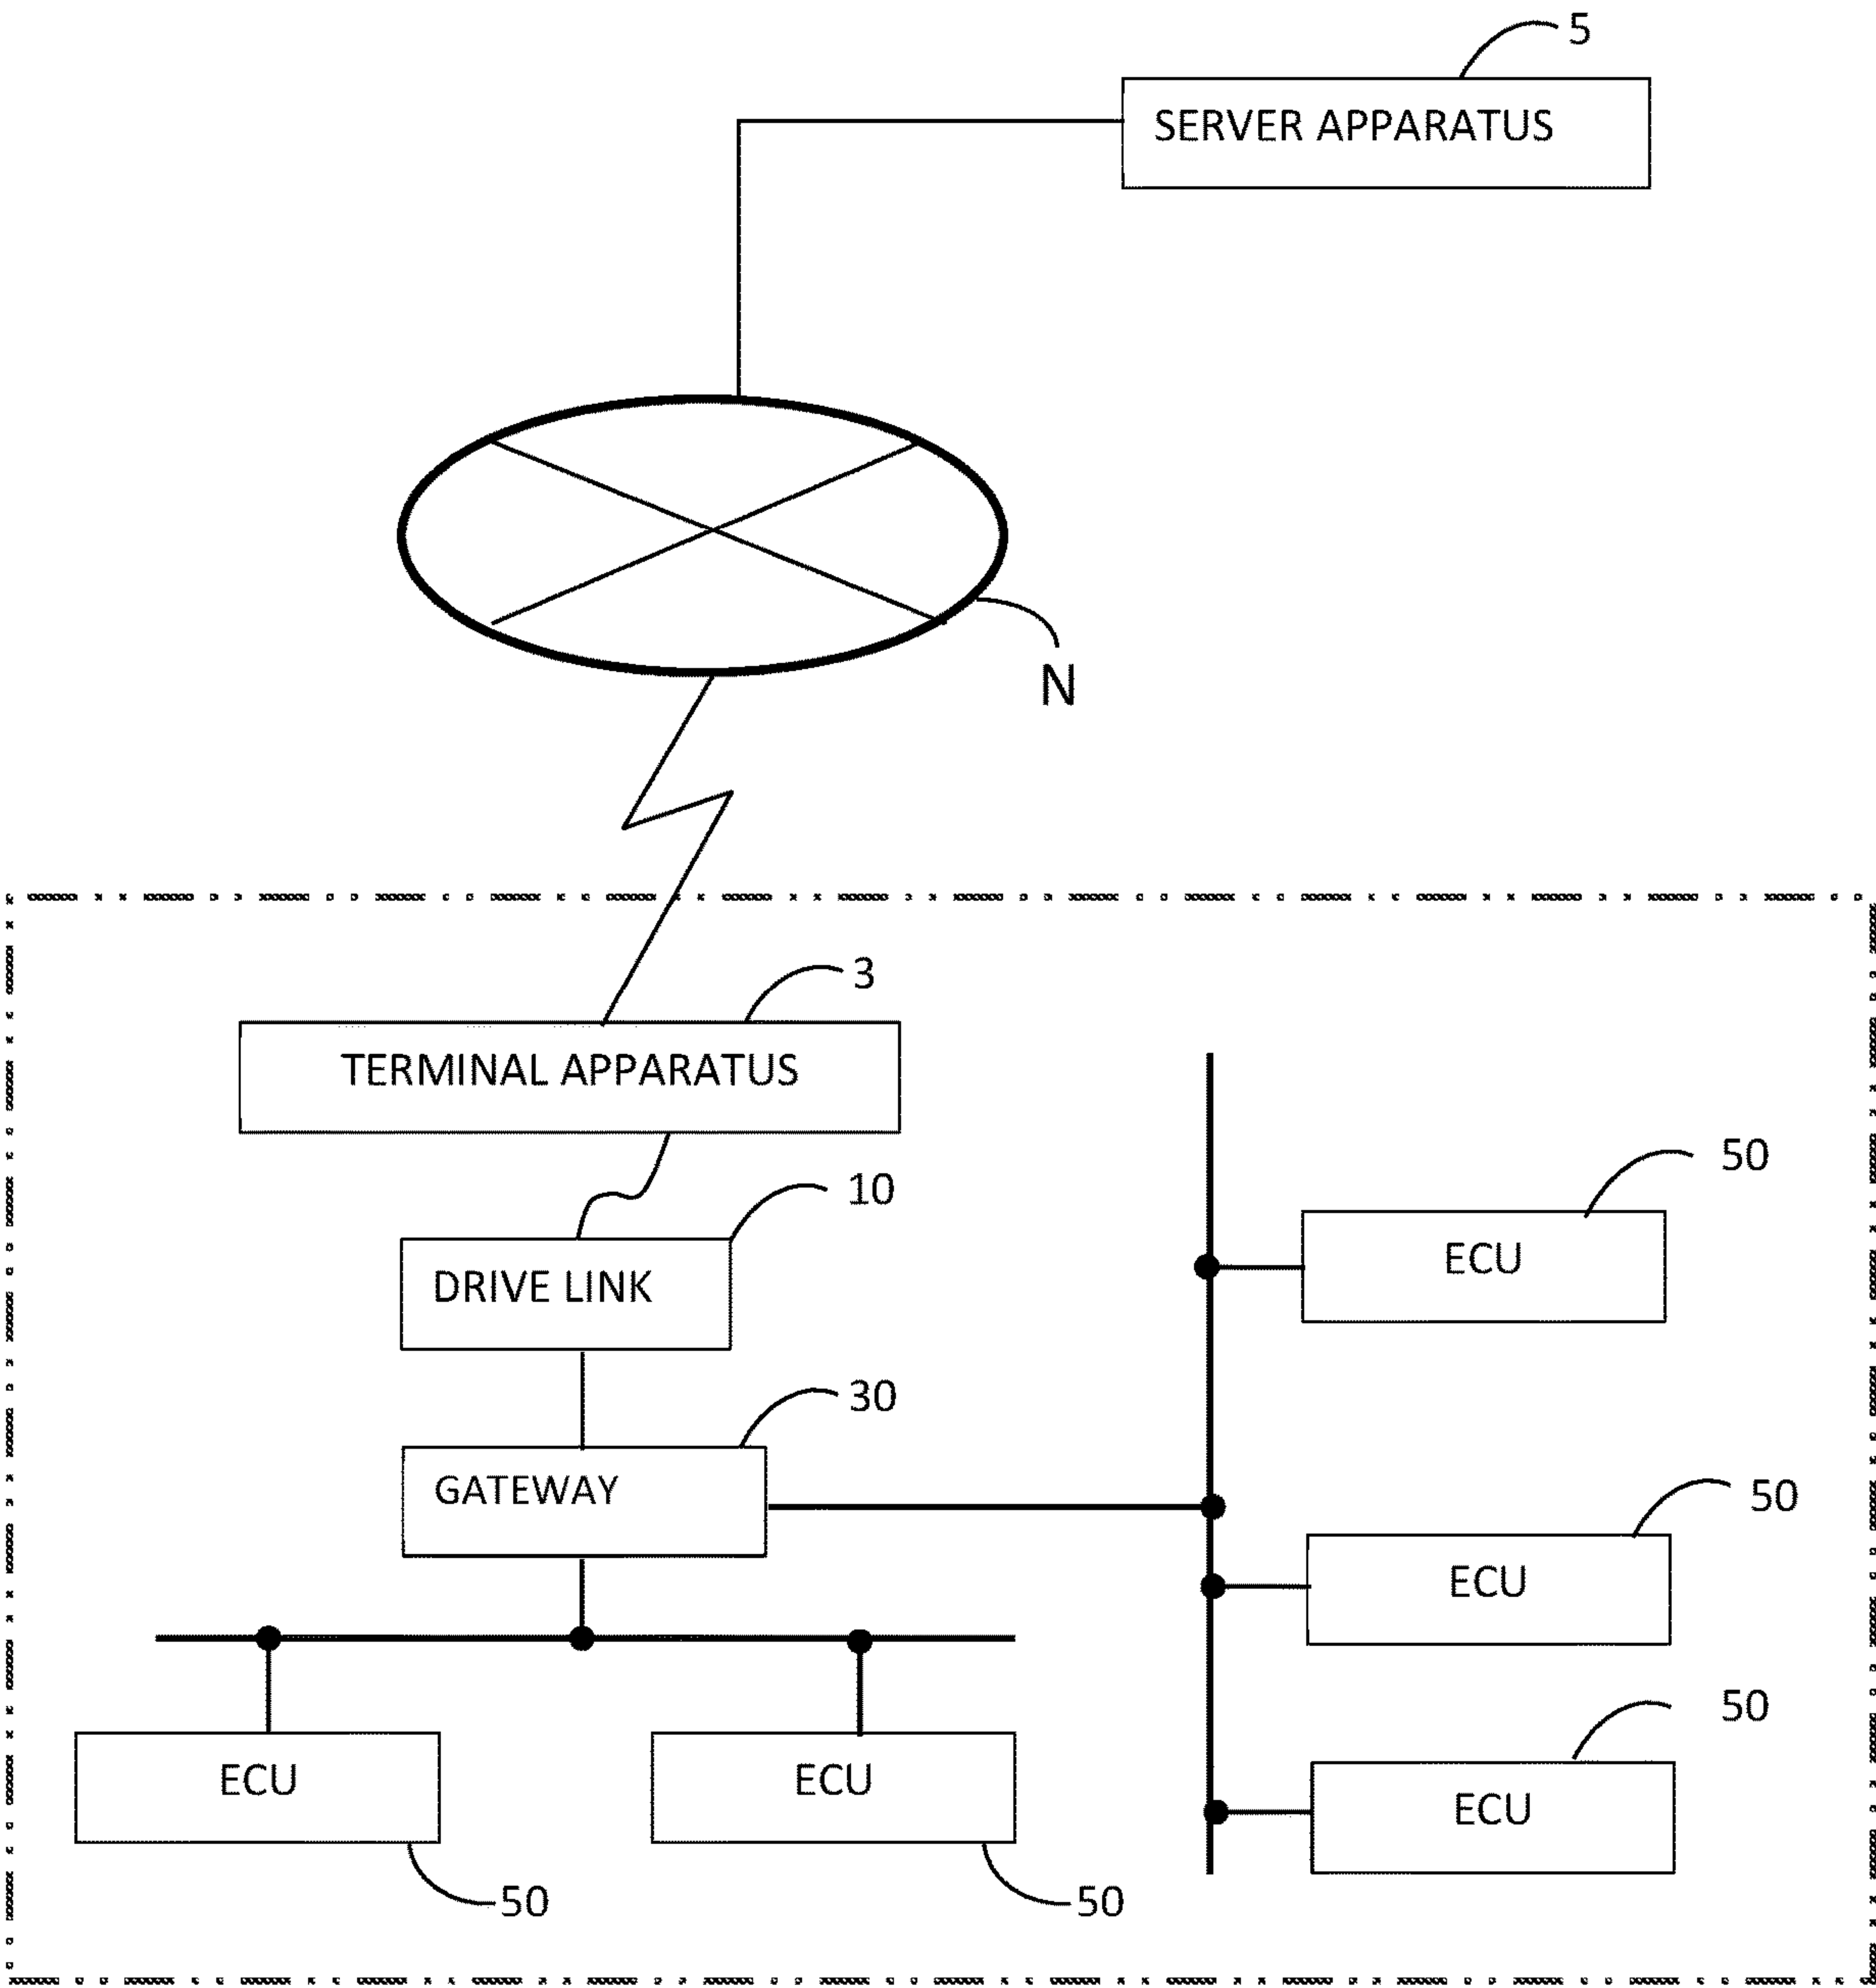 5
SERVER APPARATUS
N
3
TERMINAL APPARATUS
10
DRIVE LINK
50
ECU
30
GATEWAY
50
ECU
50
ECU
ECU
ECU
50
50